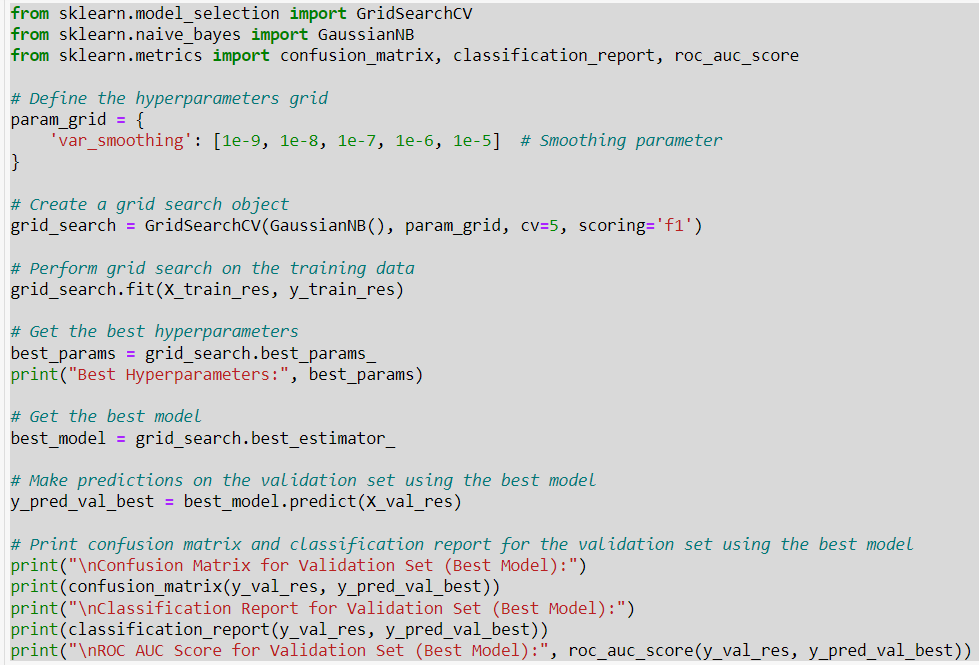 from sklearn.model_selection import GridSearchCV
from sklearn.naive_bayes import GaussianNB
from sklearn.metrics import confusion_matrix, classification_report, roc_auc_score

# Define the hyperparameters grid
param_grid = {
    'var_smoothing': [1e-9, 1e-8, 1e-7, 1e-6, 1e-5]  # Smoothing parameter
}

# Create a grid search object
grid_search = GridSearchCV(GaussianNB(), param_grid, cv=5, scoring='f1')

# Perform grid search on the training data
grid_search.fit(X_train_res, y_train_res)

# Get the best hyperparameters
best_params = grid_search.best_params_
print("Best Hyperparameters:", best_params)

# Get the best model
best_model = grid_search.best_estimator_

# Make predictions on the validation set using the best model
y_pred_val_best = best_model.predict(X_val_res)

# Print confusion matrix and classification report for the validation set using the best model
print("\nConfusion Matrix for Validation Set (Best Model):")
print(confusion_matrix(y_val_res, y_pred_val_best))
print("\nClassification Report for Validation Set (Best Model):")
print(classification_report(y_val_res, y_pred_val_best))
print("\nROC AUC Score for Validation Set (Best Model):", roc_auc_score(y_val_res, y_pred_val_best))